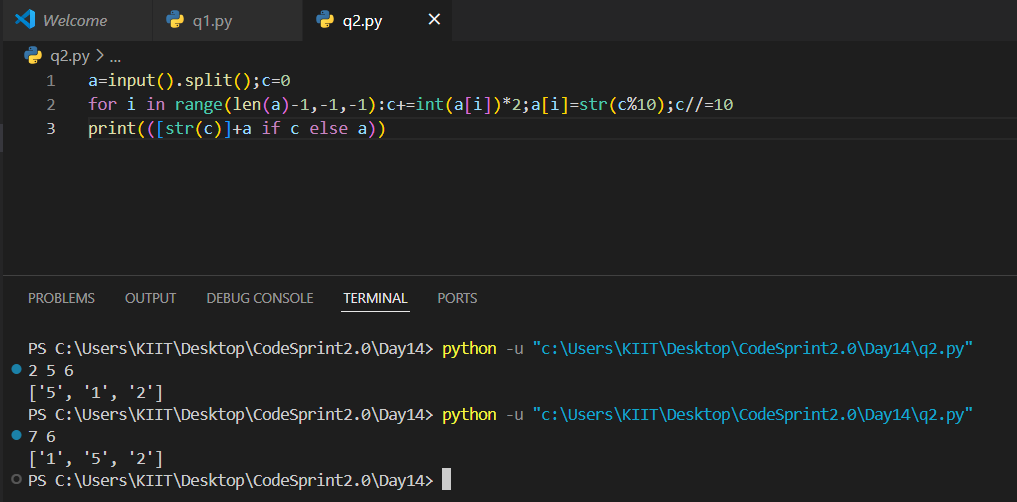 Welcome q1.py q2.py ×
q2.py > ...
1 a=input().split();c=0
2 for i in range(len(a)-1,-1,-1):c+=int(a[i])*2;a[i]=str(c%10);c//=10
3 print(([str(c)]+a if c else a))
PROBLEMS OUTPUT DEBUG CONSOLE TERMINAL PORTS
PS C:\Users\KIIT\Desktop\CodeSprint2.0\Day14> python -u "c:\Users\KIIT\Desktop\CodeSprint2.0\Day14\q2.py"
2 5 6
['5', '1', '2']
PS C:\Users\KIIT\Desktop\CodeSprint2.0\Day14> python -u "c:\Users\KIIT\Desktop\CodeSprint2.0\Day14\q2.py"
7 6
['1', '5', '2']
PS C:\Users\KIIT\Desktop\CodeSprint2.0\Day14>